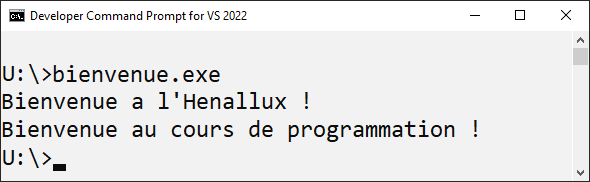 Developer Command Prompt for VS 2022
U:\>bienvenue.exe
Bienvenue a l'Henallux !
Bienvenue au cours de programmation !
U:\>